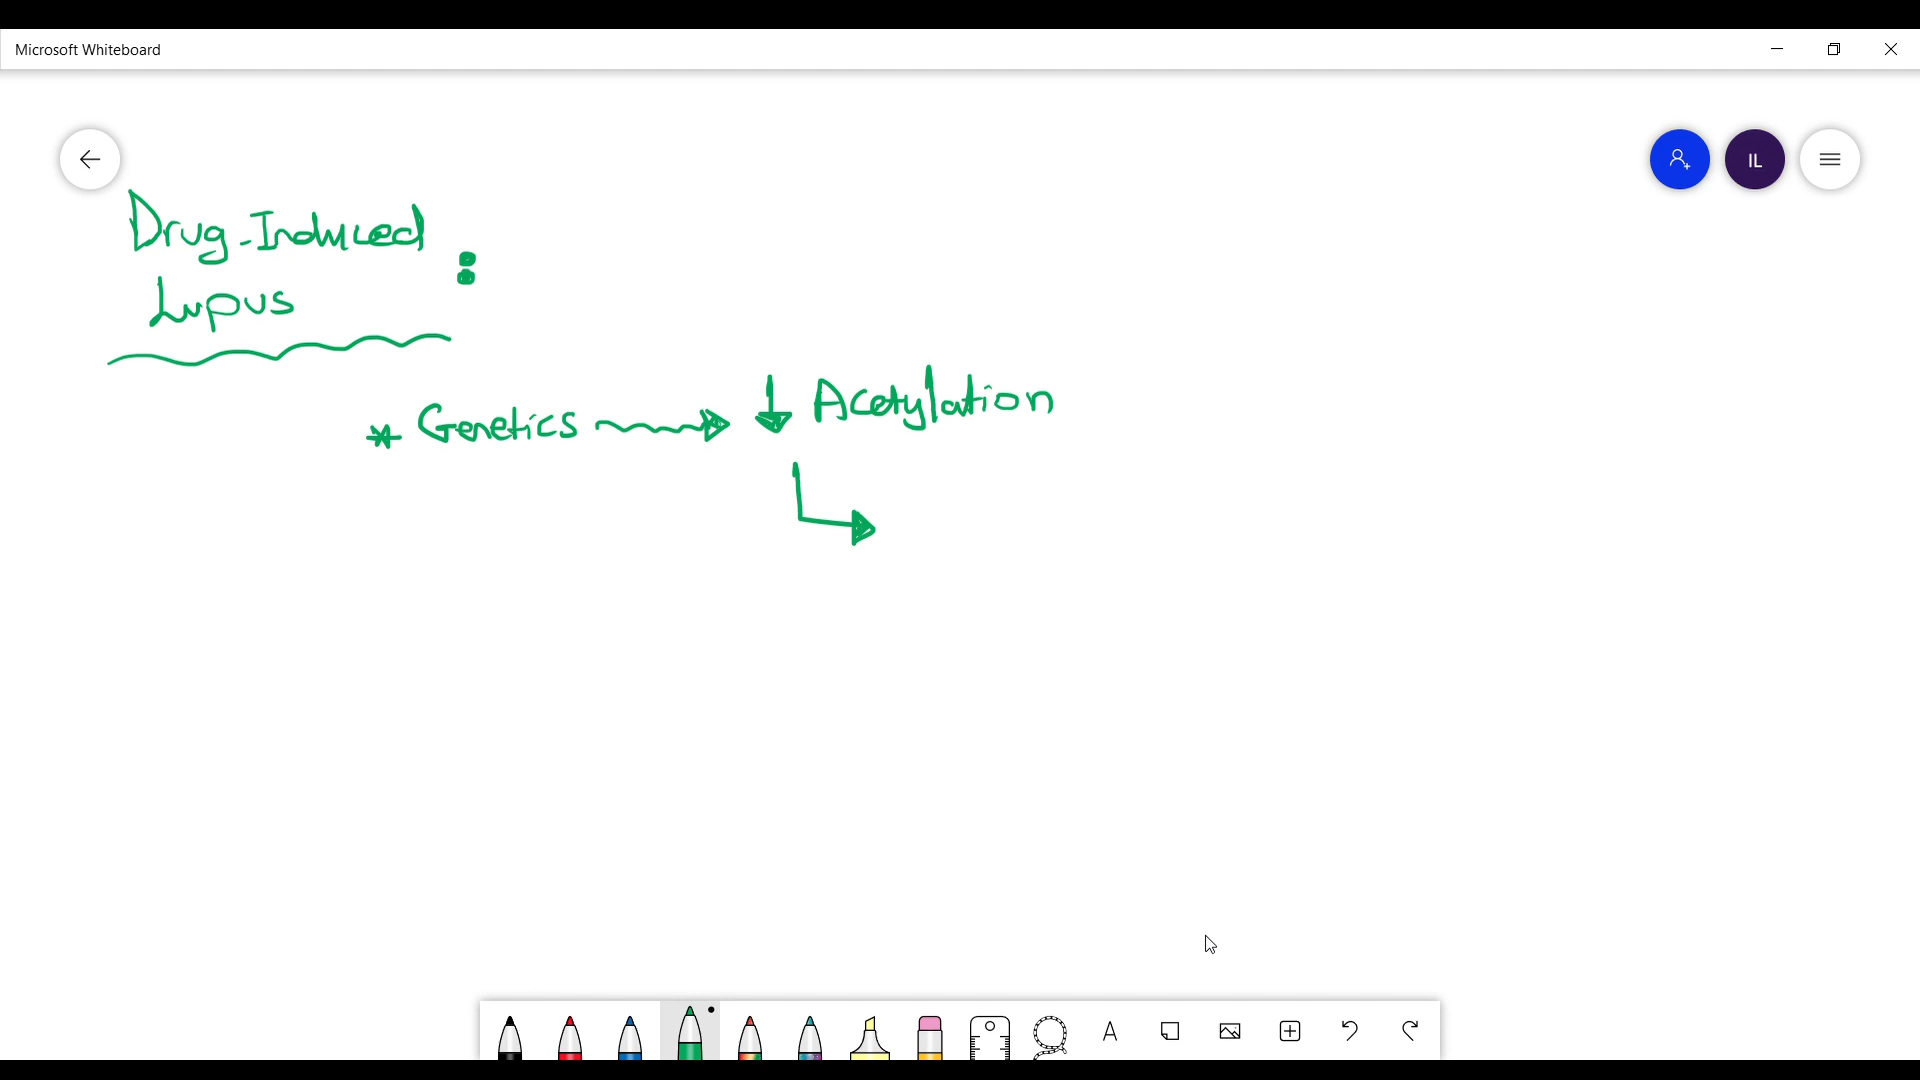 Microsoft Whiteboard
IL
Drug-Induced
Lupus :
* Genetics → ↓ Acetylation